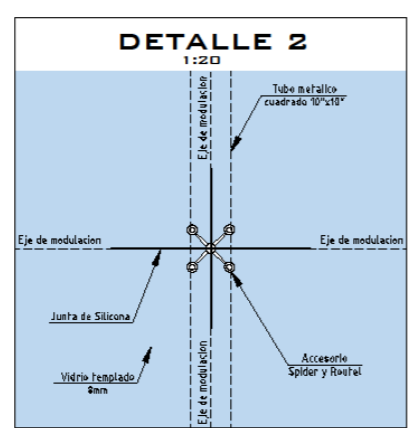 DETALLE 2
1:20
Eje de modulacion
Tubo metalico
cuadrado 10"x10"
Eje de modulacion
Eje de modulacion
Junta de Silicona
Vidrio templado
8mm
Accesorio
Spider y Routel
Eje de modulacion